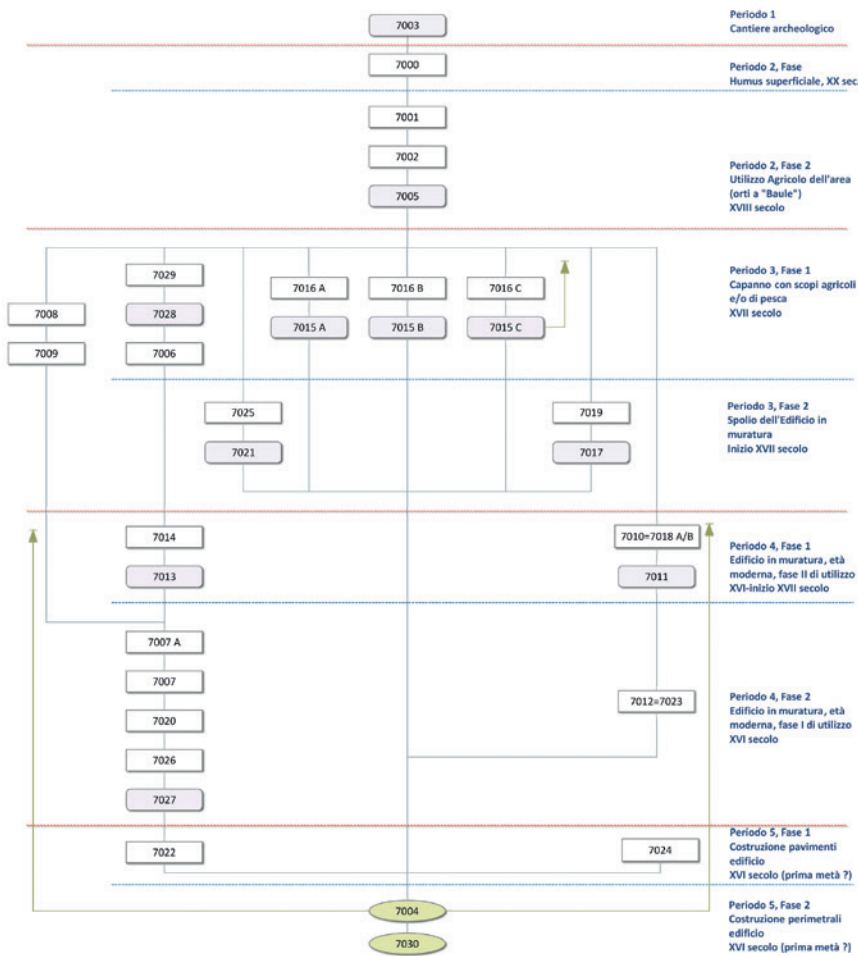 7003
Periodo 1
Cantiere archeologico
7000
Periodo 2, Fase
Humus superficiale, XX sec.
7001
7002
7005
Periodo 2, Fase 2
Utilizzo Agricolo dell'area
(orti a "Baule")
XVIII secolo
7008
7009
7029
7028
7006
7016 A
7015 A
7016 B
7015 B
7016 C
7015 C
Periodo 3, Fase 1
Capanno con scopi agricoli
e/o di pesca
XVII secolo
7025
7021
7019
7017
Periodo 3, Fase 2
Spolio dell'Edificio in
muratura
Inizio XVII secolo
7014
7013
7010=7018 A/B
7011
Periodo 4, Fase 1
Edificio in muratura, età
moderna, fase II di utilizzo
XVI-inizio XVII secolo
7007 A
7007
7020
7026
7027
7012=7023
Periodo 4, Fase 2
Edificio in muratura, età
moderna, fase I di utilizzo
XVI secolo
7022
7024
Periodo 5, Fase 1
Costruzione pavimenti
edificio
XVI secolo (prima metà ?)
7004
7030
Periodo 5, Fase 2
Costruzione perimetrali
edificio
XVI secolo (prima metà ?)